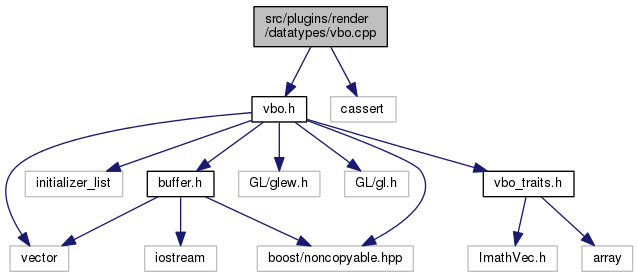 src/plugins/render
/datatypes/vbo.cpp
vbo.h
cassert
initializer_list
buffer.h
GL/glew.h
GL/gl.h
vbo_traits.h
vector
iostream
boost/noncopyable.hpp
ImathVec.h
array